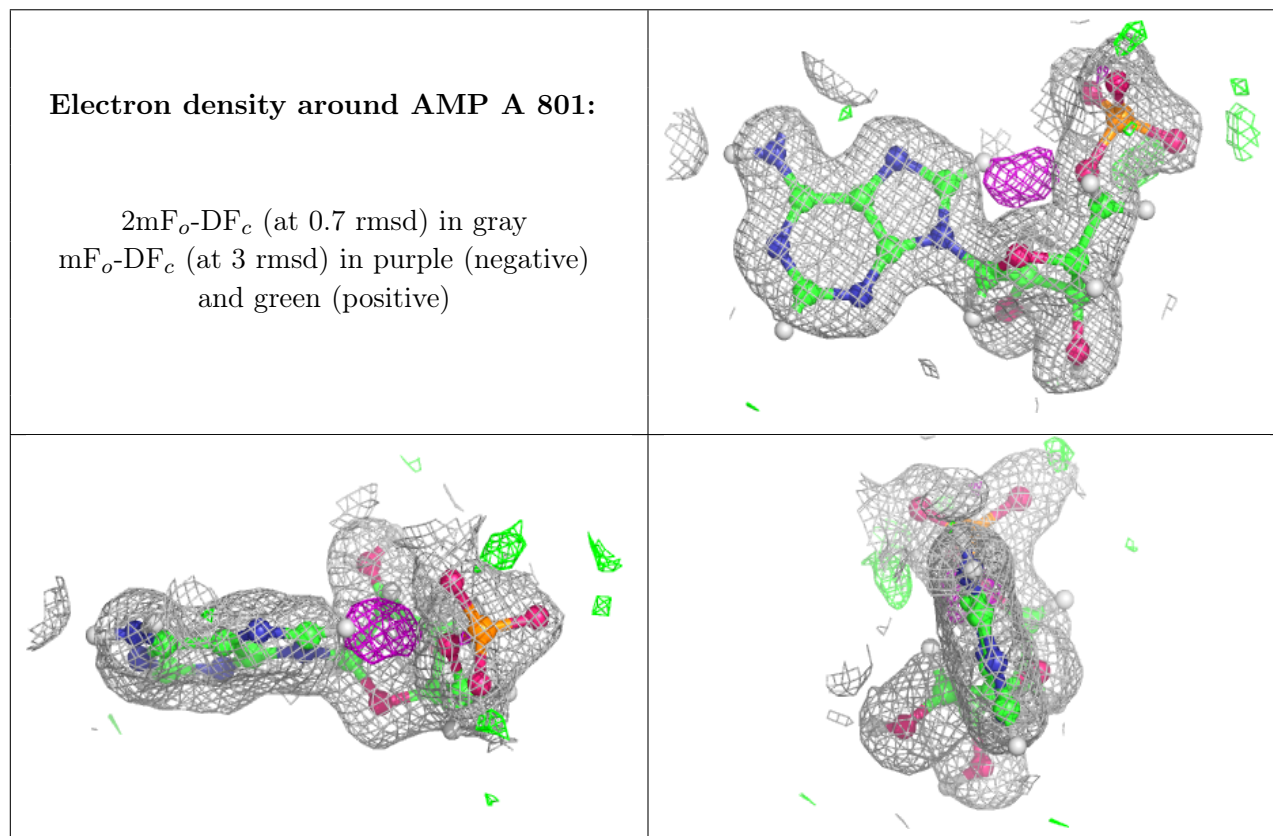 Electron density around AMP A 801:
2mFo-DFc (at 0.7 rmsd) in gray
mFo-DFc (at 3 rmsd) in purple (negative)
and green (positive)